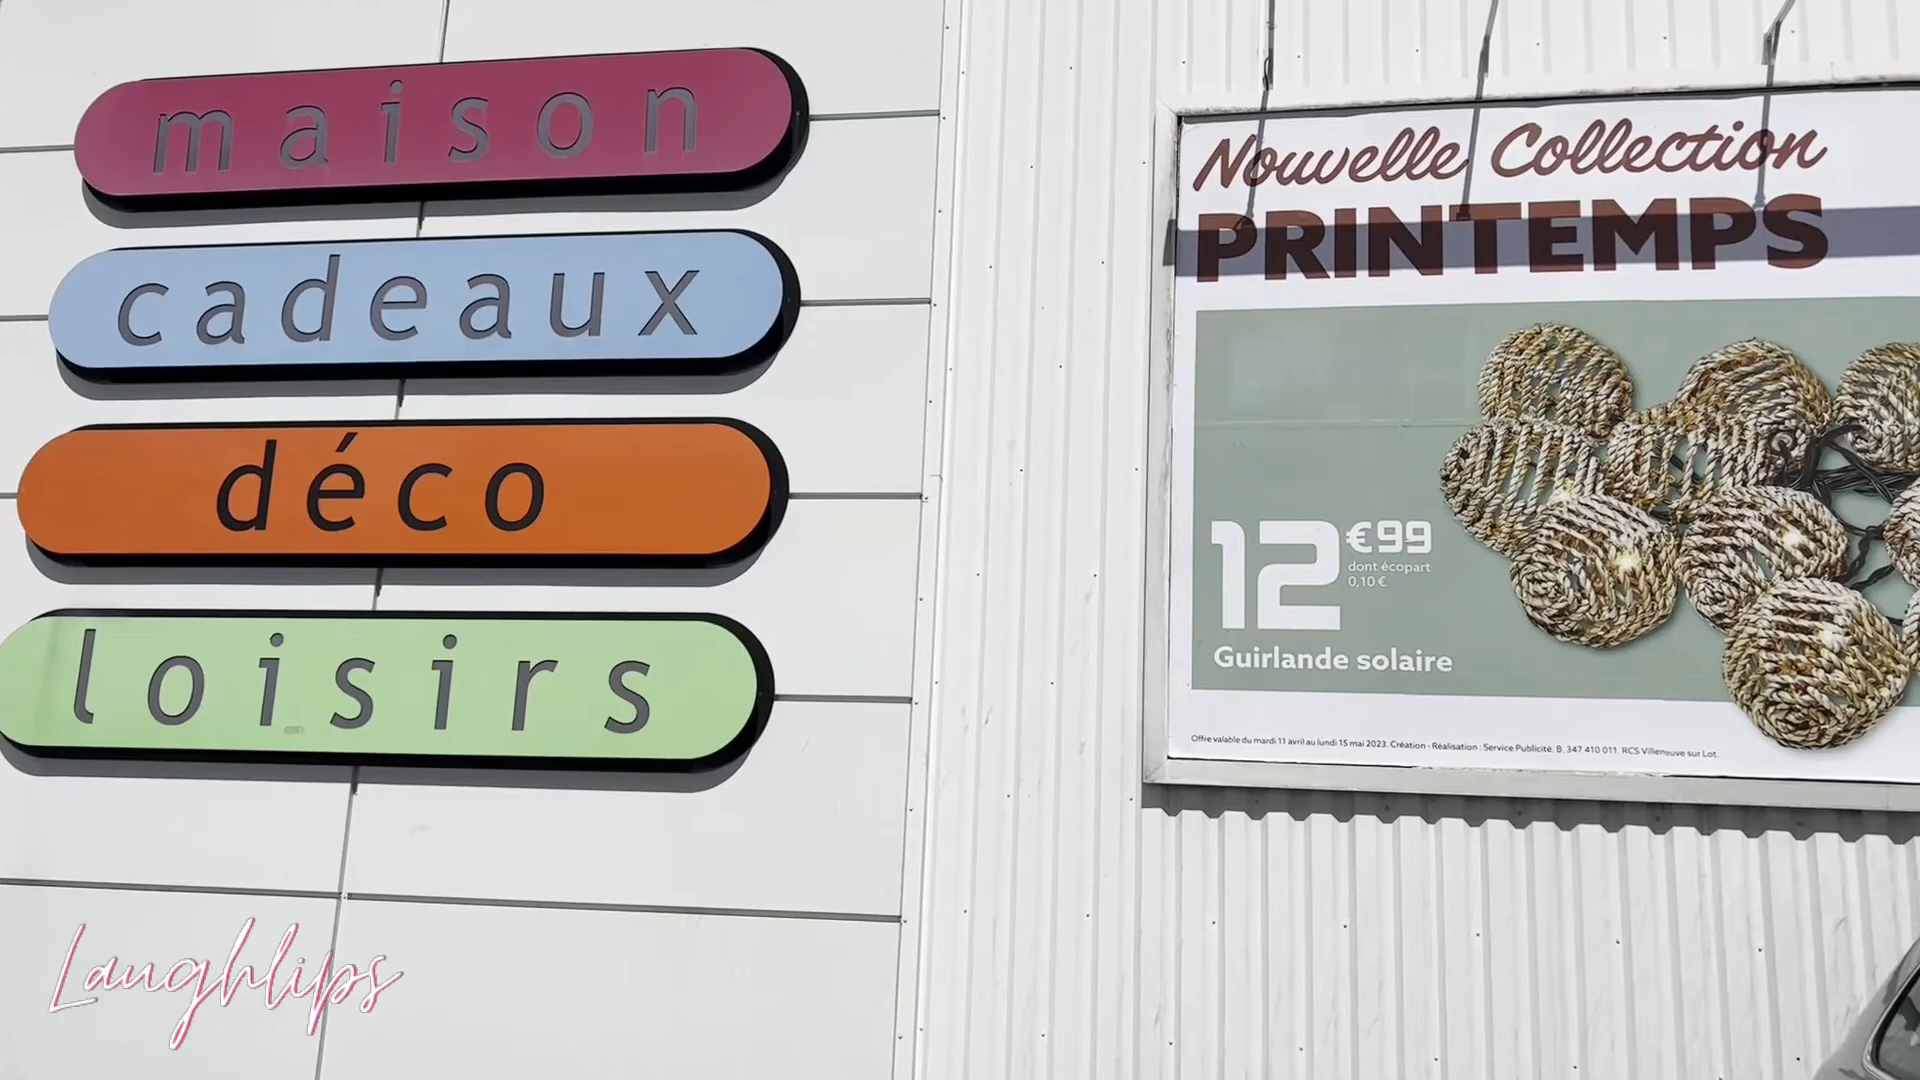 maison
cadeaux
déco
loisirs
Nouvelle Collection
PRINTEMPS
12 €99
dont écopart
0,10 €
Guirlande solaire
Offre valable du mardi 11 avril au lundi 15 mai 2023. Création - Réalisation : Service Publicité. B. 347 410 011. RCS Villeneuve sur Lot.
Laughlips